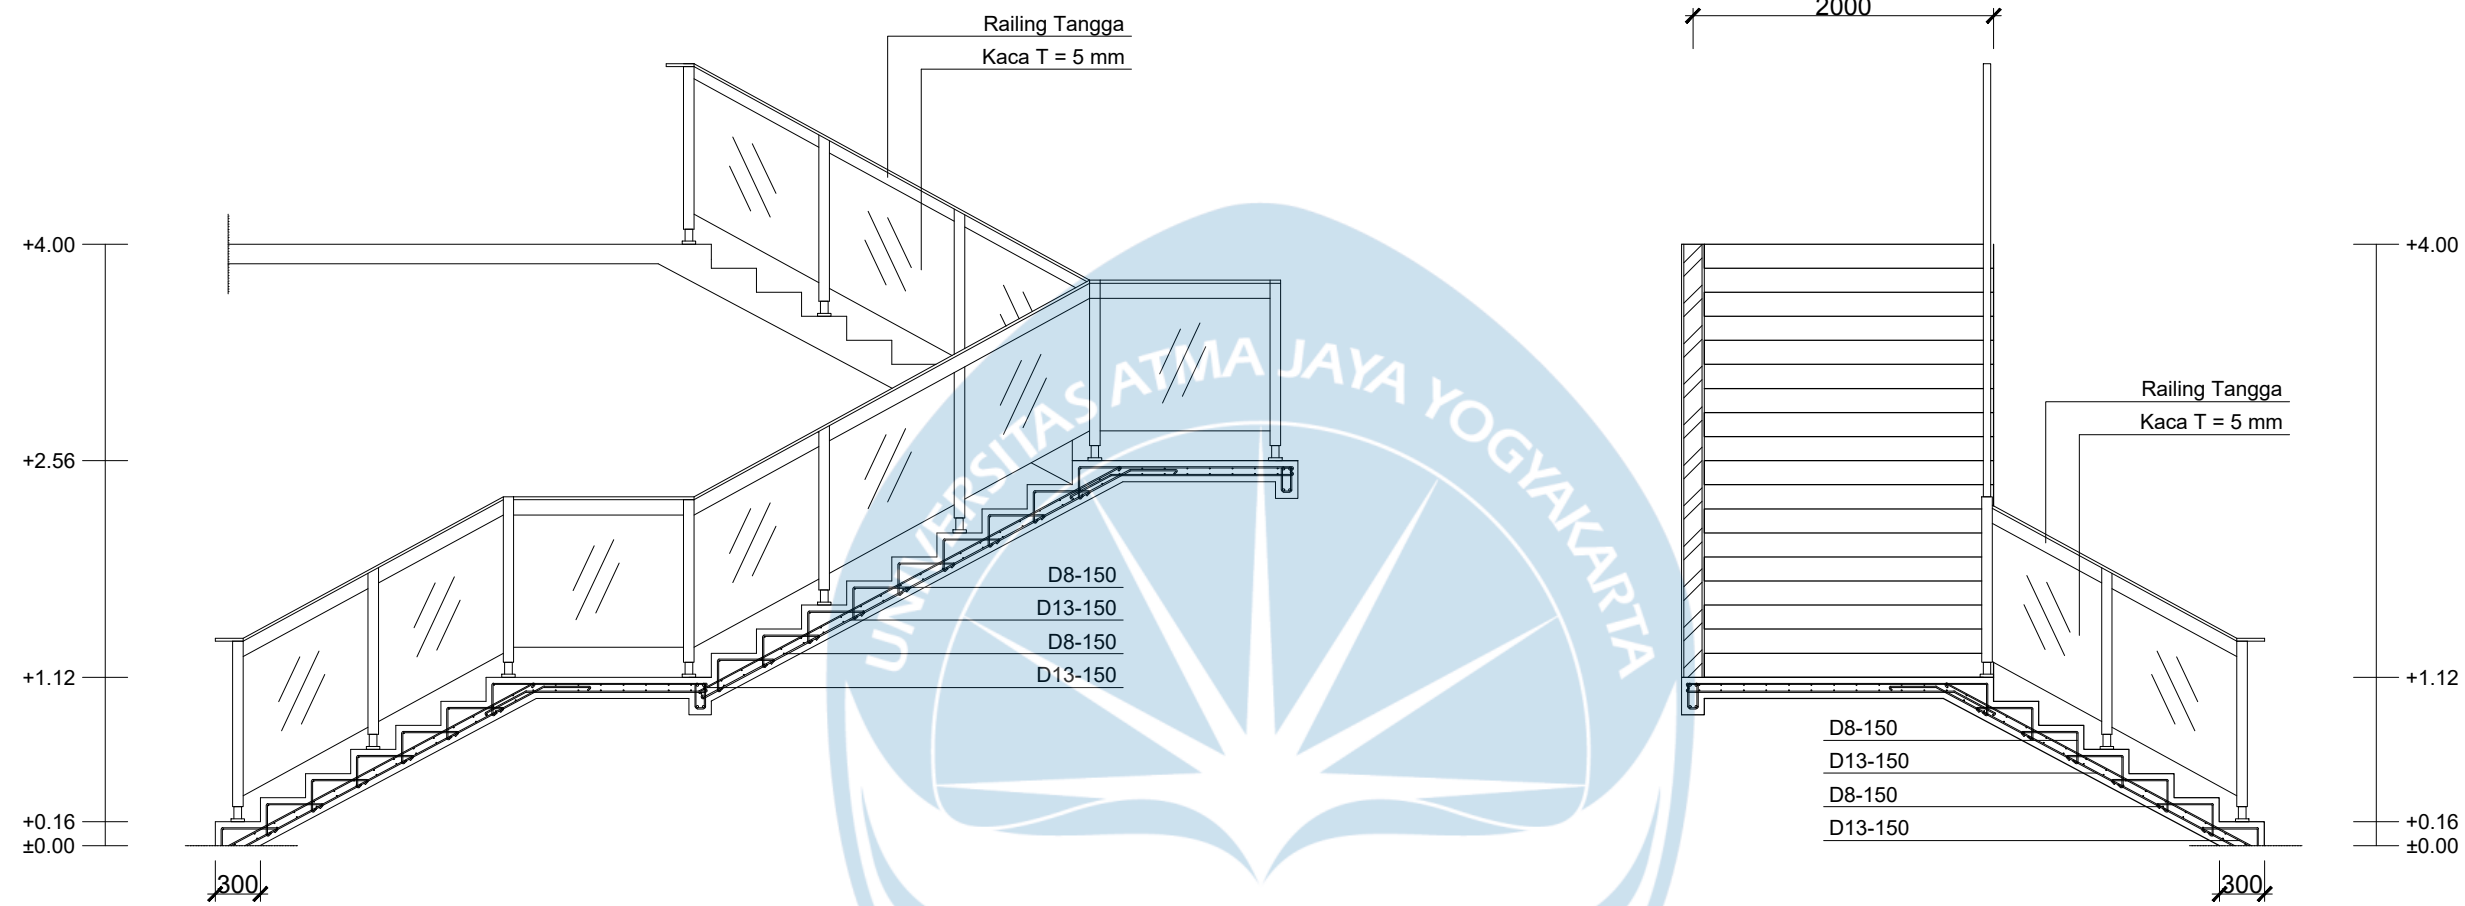 Railing Tangga
Kaca T = 5 mm
2000
+4.00
+2.56
+1.12
+0.16
±0.00
300
D8-150
D13-150
D8-150
D13-150
UNIVERSITAS ATMA JAYA YOGYAKARTA
Railing Tangga
Kaca T = 5 mm
D8-150
D13-150
D8-150
D13-150
+4.00
+1.12
+0.16
±0.00
300